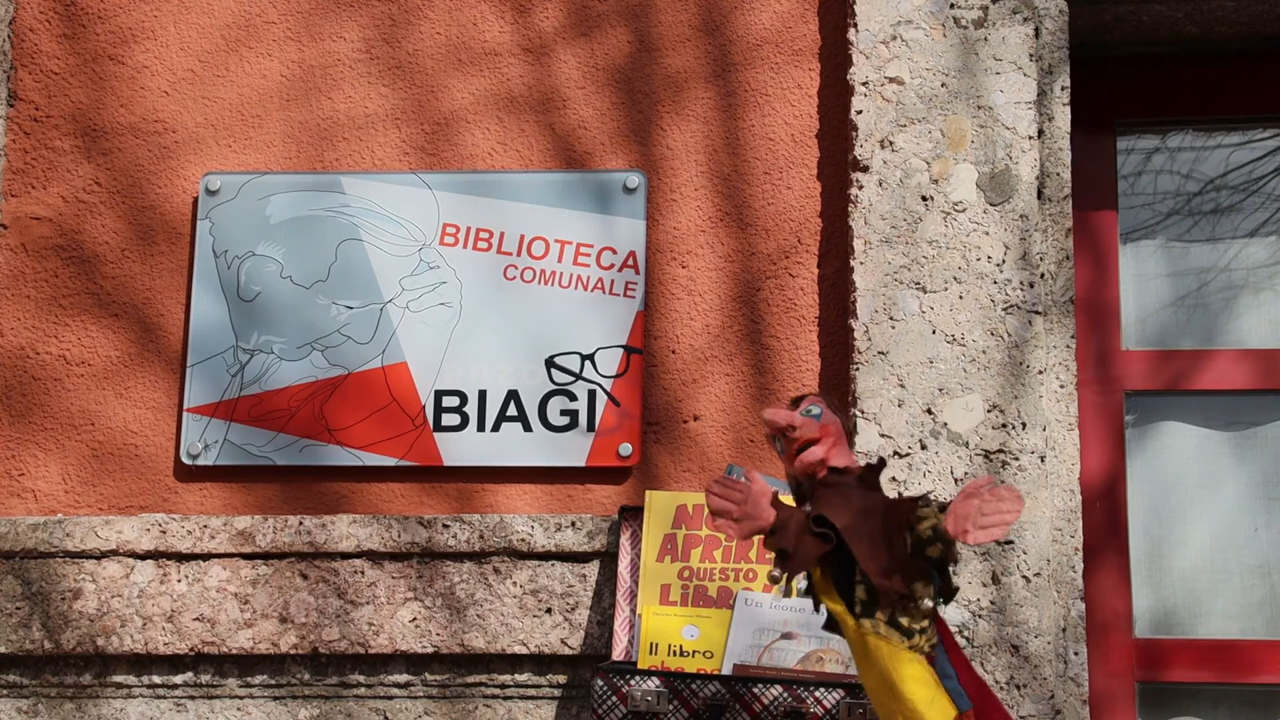 BIBLIOTECA
COMUNALE
BIAGI
APRIRE
QUESTO
LIBRO
Il libro
Un leone